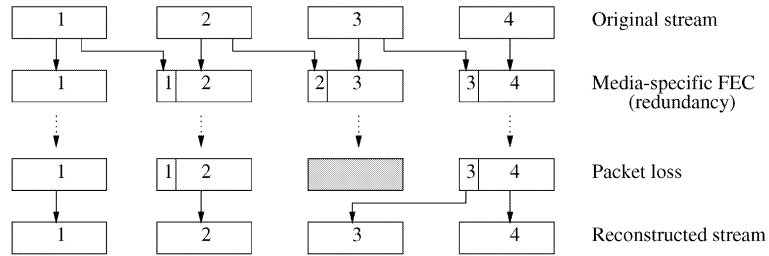 1 2 3 4 Original stream
1 1 2 2 3 3 4 Media-specific FEC
(redundancy)
1 1 2 3 4 Packet loss
1 2 3 4 Reconstructed stream